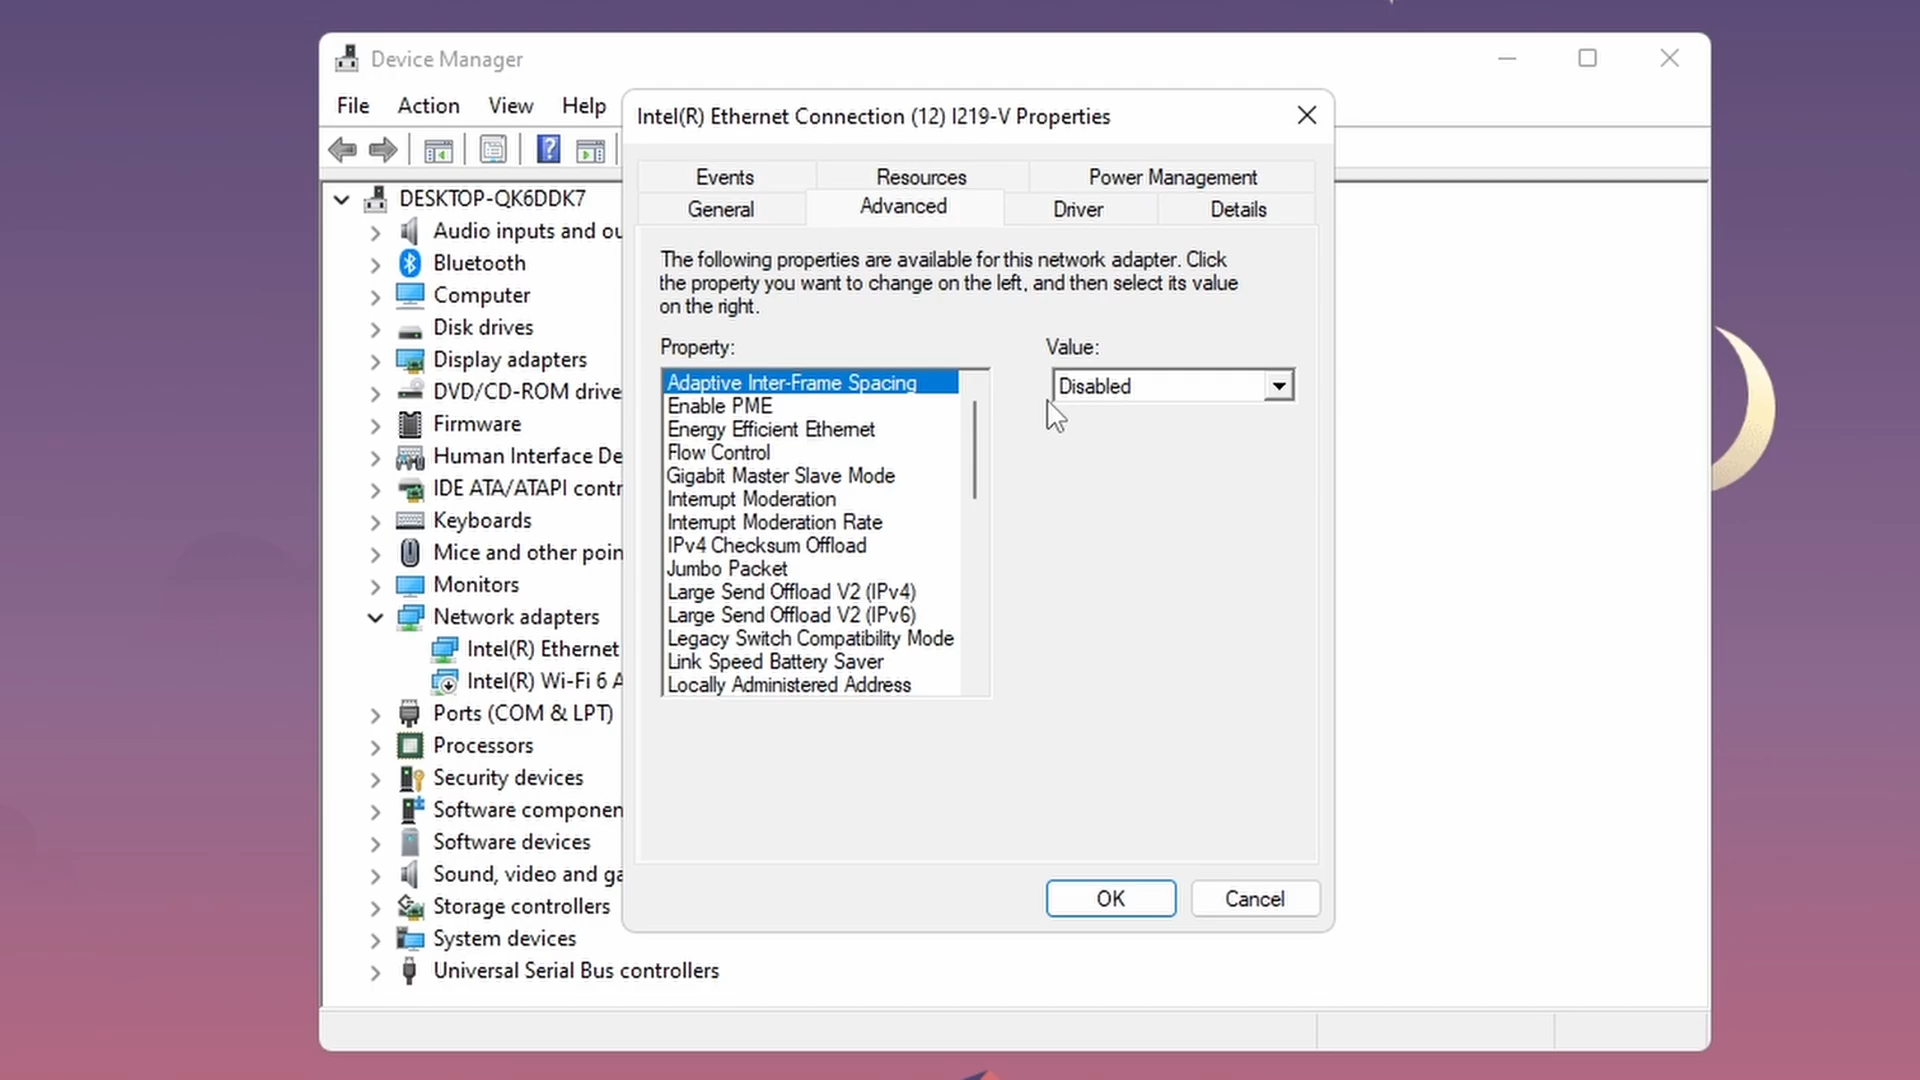 Device Manager
File Action View Help
DESKTOP-QK6DDK7
Audio inputs and ou
Bluetooth
Computer
Disk drives
Display adapters
DVD/CD-ROM drive
Firmware
Human Interface De
IDE ATA/ATAPI contr
Keyboards
Mice and other poin
Monitors
Network adapters
Intel(R) Ethernet
Intel(R) Wi-Fi 6 A
Ports (COM & LPT)
Processors
Security devices
Software componen
Software devices
Sound, video and ga
Storage controllers
System devices
Universal Serial Bus controllers
Intel(R) Ethernet Connection (12) I219-V Properties
Events Resources Power Management
General Advanced Driver Details
The following properties are available for this network adapter. Click
the property you want to change on the left, and then select its value
on the right.
Property: Value:
Adaptive Inter-Frame Spacing
Enable PME
Energy Efficient Ethernet
Flow Control
Gigabit Master Slave Mode
Interrupt Moderation
Interrupt Moderation Rate
IPv4 Checksum Offload
Jumbo Packet
Large Send Offload V2 (IPv4)
Large Send Offload V2 (IPv6)
Legacy Switch Compatibility Mode
Link Speed Battery Saver
Locally Administered Address
Disabled
OK Cancel